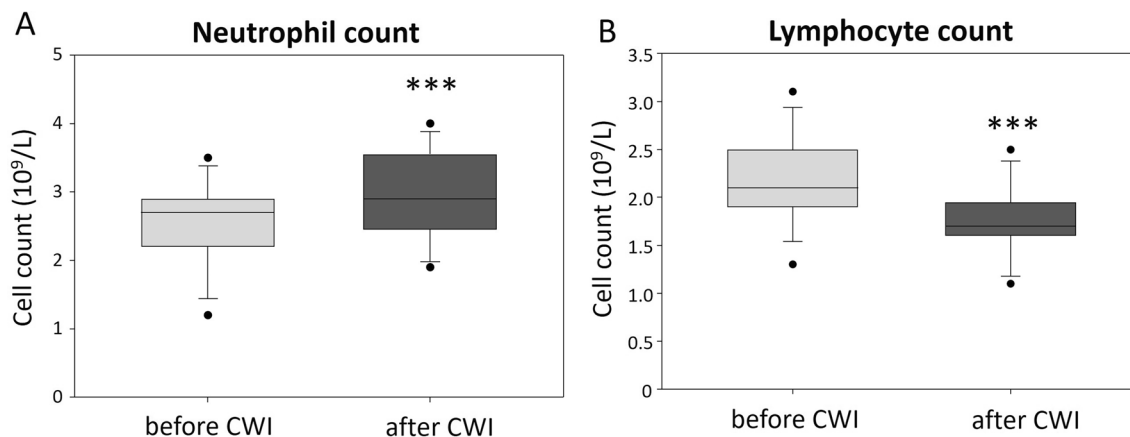 A
Neutrophil count
Cell count (10⁹/L)
5
4
3
2
1
0
***
before CWI
after CWI
B
Lymphocyte count
Cell count (10⁹/L)
3.5
3.0
2.5
2.0
1.5
1.0
0.5
0
***
before CWI
after CWI